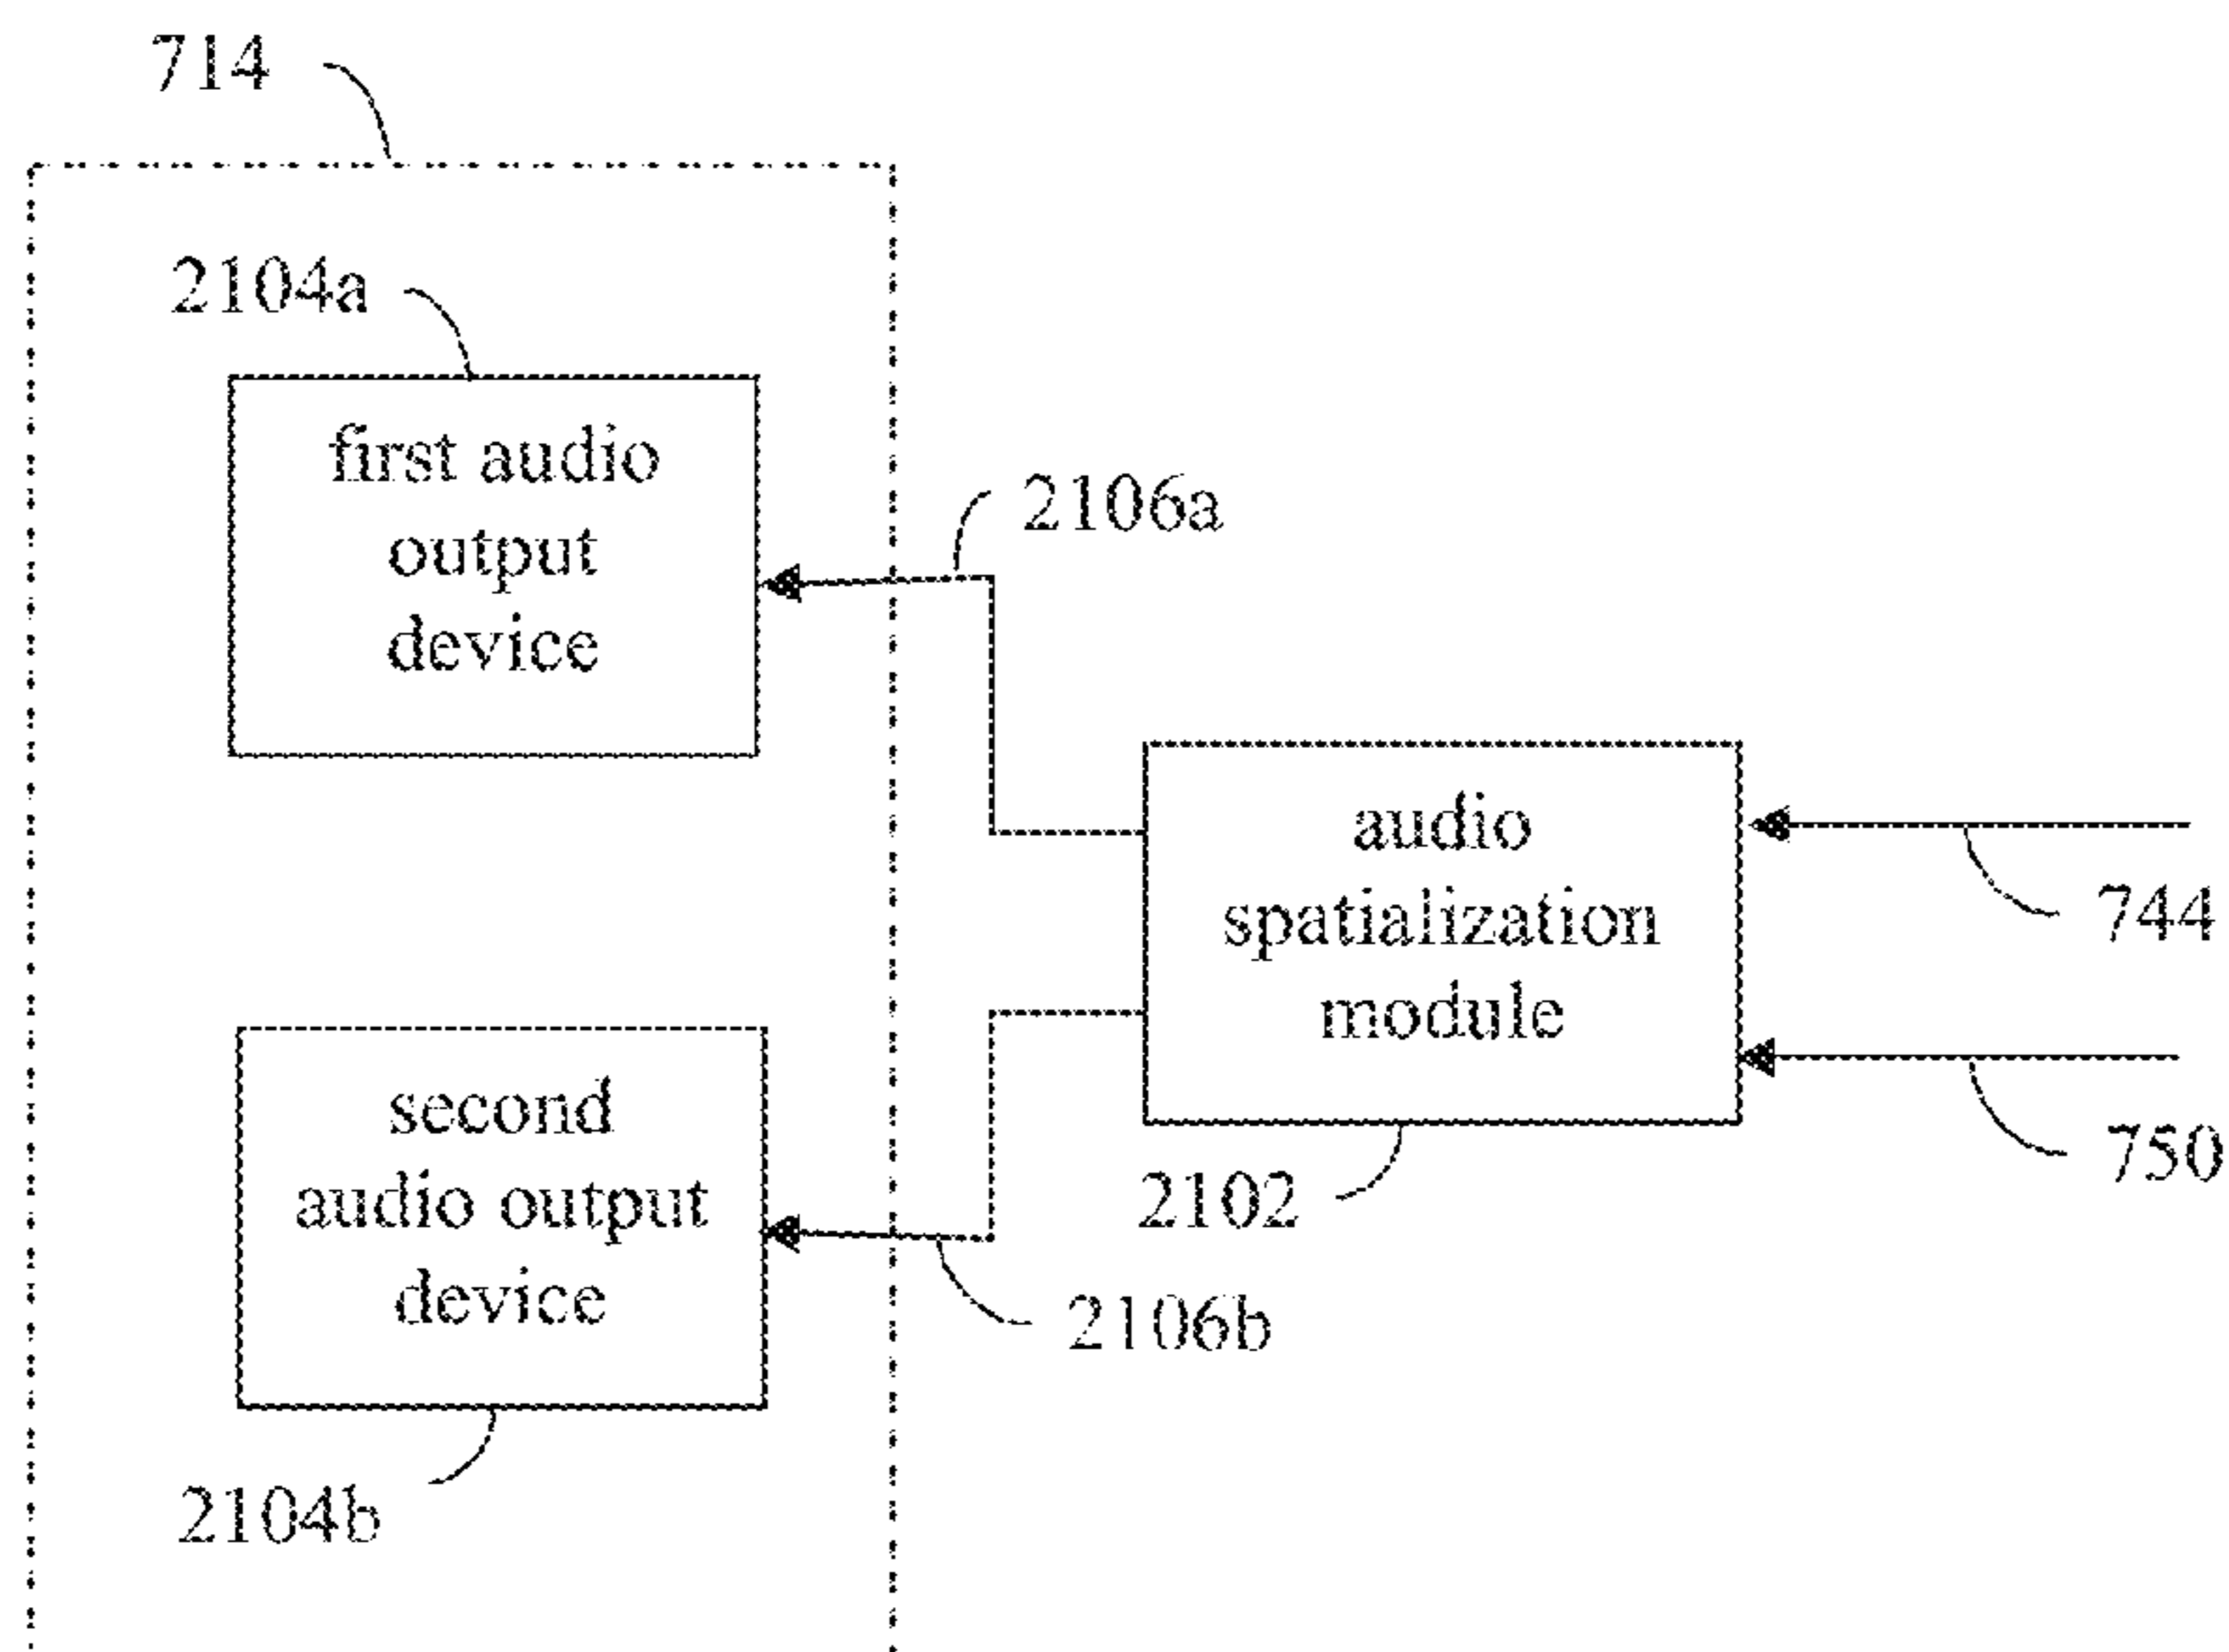 714
2104a
first audio
output
device
2106a
audio
spatialization
module
744
750
2102
second
audio output
device
2106b
2104b